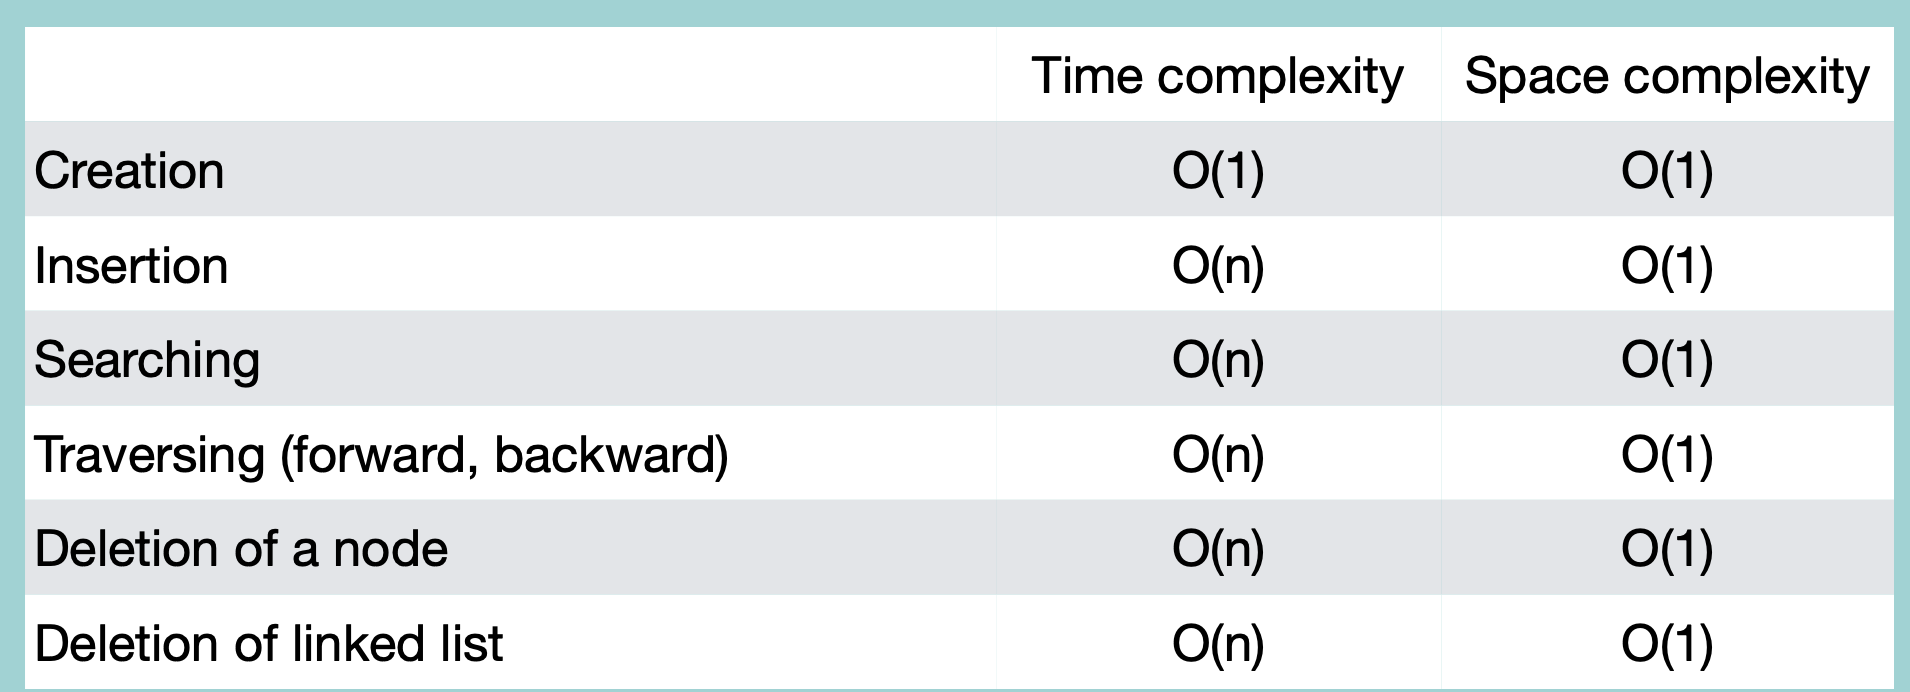 Time complexity Space complexity
Creation O(1) O(1)
Insertion O(n) O(1)
Searching O(n) O(1)
Traversing (forward, backward) O(n) O(1)
Deletion of a node O(n) O(1)
Deletion of linked list O(n) O(1)